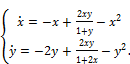 ẋ = −x + 2xy/(1+y) − x²
ẏ = −2y + 2xy/(1+2x) − y².